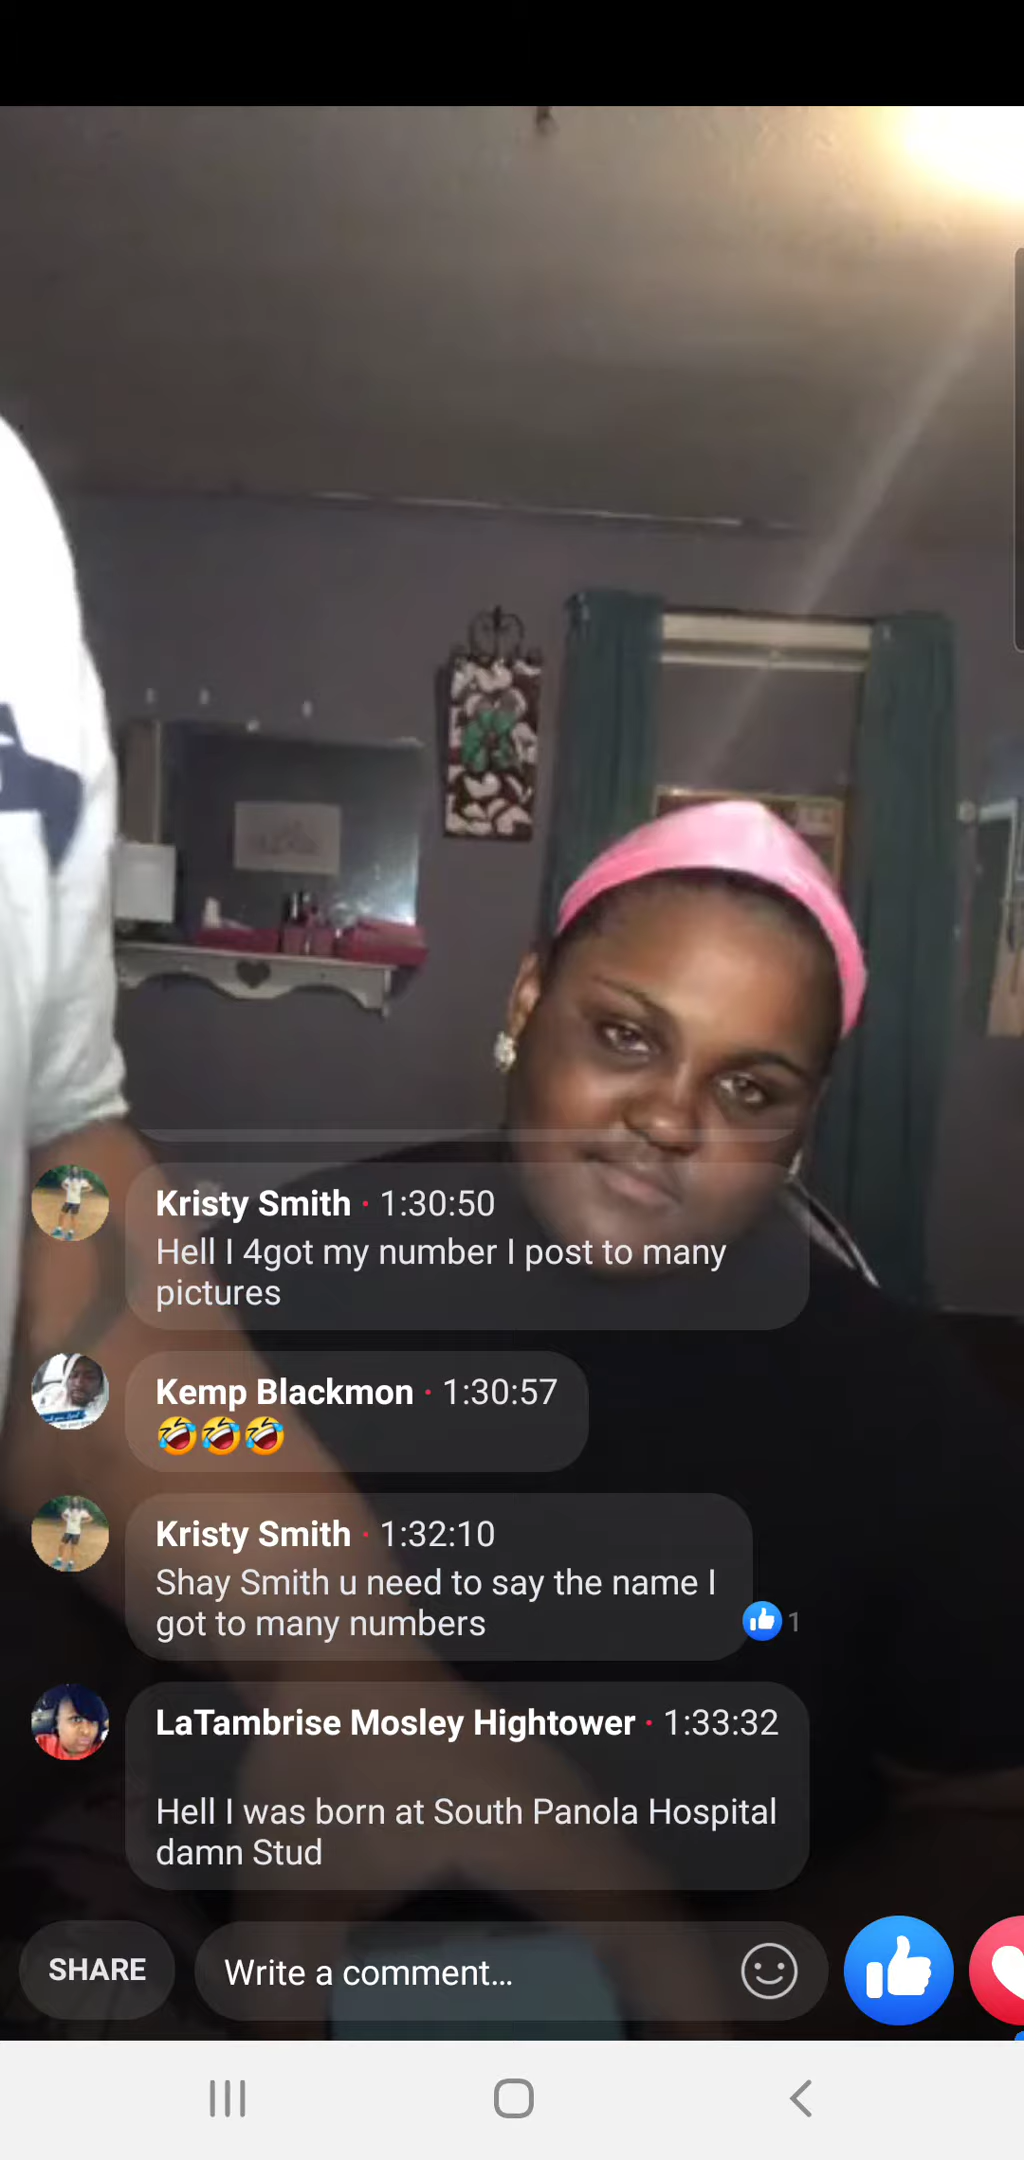 Kristy Smith · 1:30:50
Hell I 4got my number I post to many
pictures
Kemp Blackmon · 1:30:57
🤣🤣🤣
Kristy Smith · 1:32:10
Shay Smith u need to say the name I
got to many numbers
1
LaTambrise Mosley Hightower · 1:33:32
Hell I was born at South Panola Hospital
damn Stud
SHARE
Write a comment...